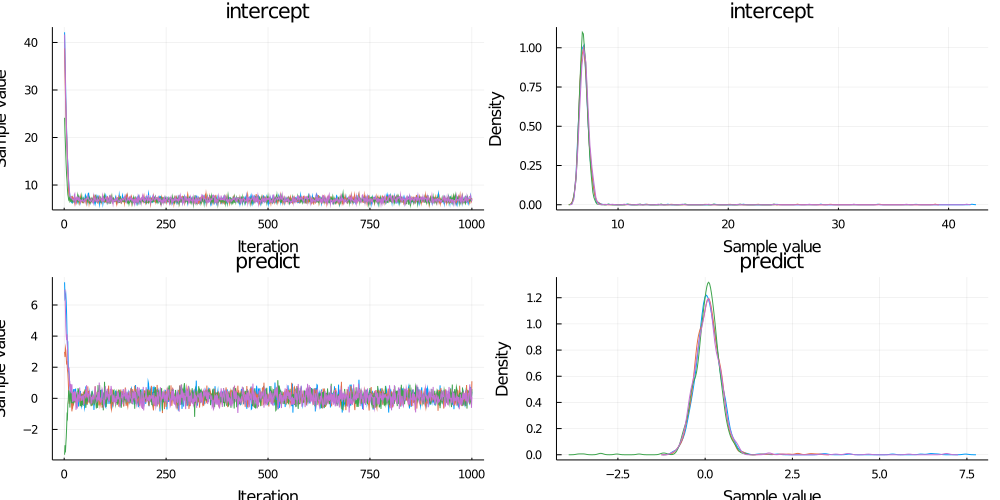 intercept
Sample value
40
30
20
10
0 250 500 750 1000
Iteration
intercept
Density
1.00
0.75
0.50
0.25
0.00
10 20 30 40
Sample value
predict
Sample value
6
4
2
0
−2
0 250 500 750 1000
Iteration
predict
Density
1.2
1.0
0.8
0.6
0.4
0.2
0.0
−2.5 0.0 2.5 5.0 7.5
Sample value